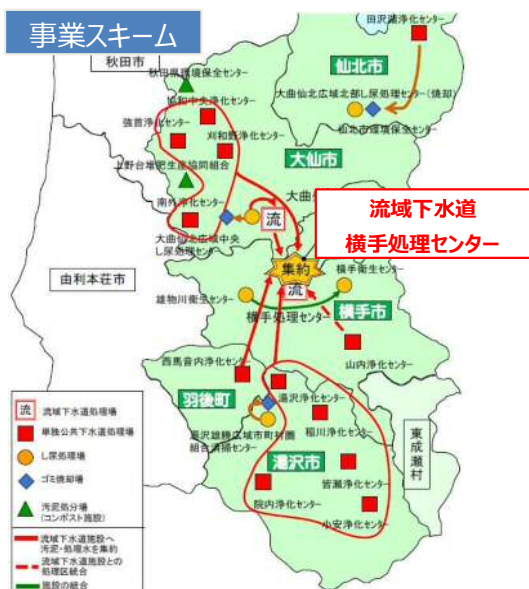 事業スキーム
秋田市
秋田県環境保全センター
協和中央浄化センター
強首浄化センター
刈和野浄化センター
上野台堆肥生産協同組合
南外浄化センター
大曲仙北広域中央
し尿処理センター
田沢湖浄化センター
仙北市
大曲仙北広域北部し尿処理センター(焼却)
仙北市環境保全センター
大仙市
流
流域下水道
横手処理センター
由利本荘市
集約
流
横手衛生センター
雄物川衛生センター
横手処理センター
横手市
山内浄化センター
西馬音内浄化センター
羽後町
湯沢浄化センター
稲川浄化センター
湯沢雄勝広域市町村圏
組合清掃センター
湯沢市
皆瀬浄化センター
院内浄化センター
小安浄化センター
東成瀬村
流 流域下水道処理場
単独公共下水道処理場
し尿処理場
ゴミ焼却場
汚泥処分場
(コンポスト施設)
流域下水道施設へ
汚泥・処理水を集約
流域下水道施設との
処理区統合
施設の統合